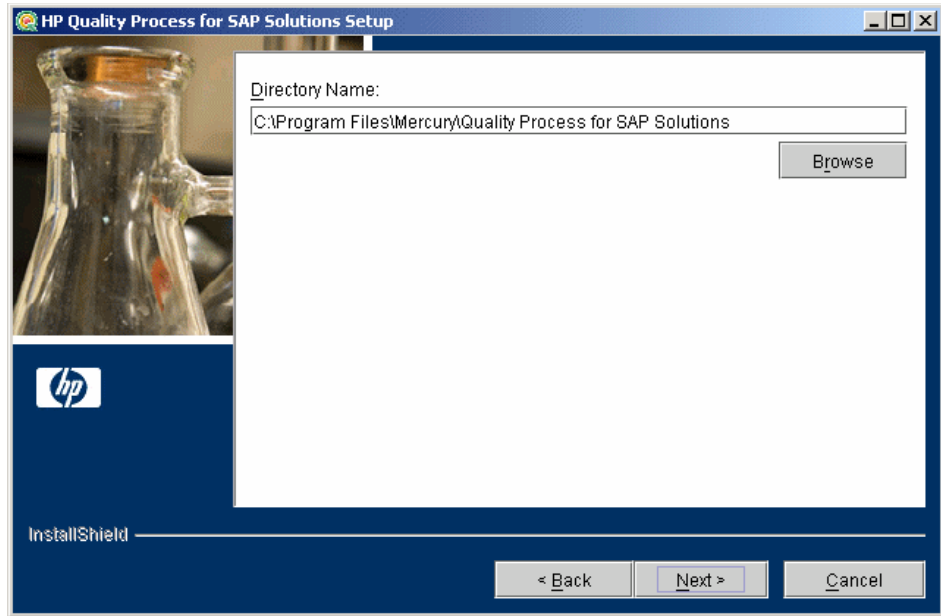 HP Quality Process for SAP Solutions Setup
Directory Name:
C:\Program Files\Mercury\Quality Process for SAP Solutions
Browse
hp
InstallShield
< Back
Next >
Cancel